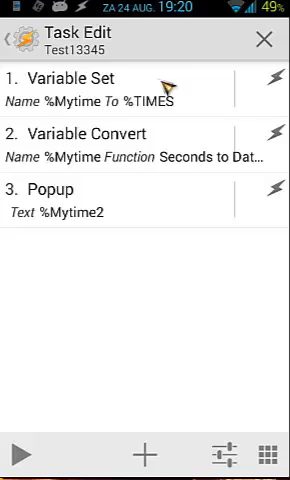 ZA 24 AUG. 19:20 49%
Task Edit
Test13345
1. Variable Set
Name %Mytime To %TIMES
2. Variable Convert
Name %Mytime Function Seconds to Dat...
3. Popup
Text %Mytime2